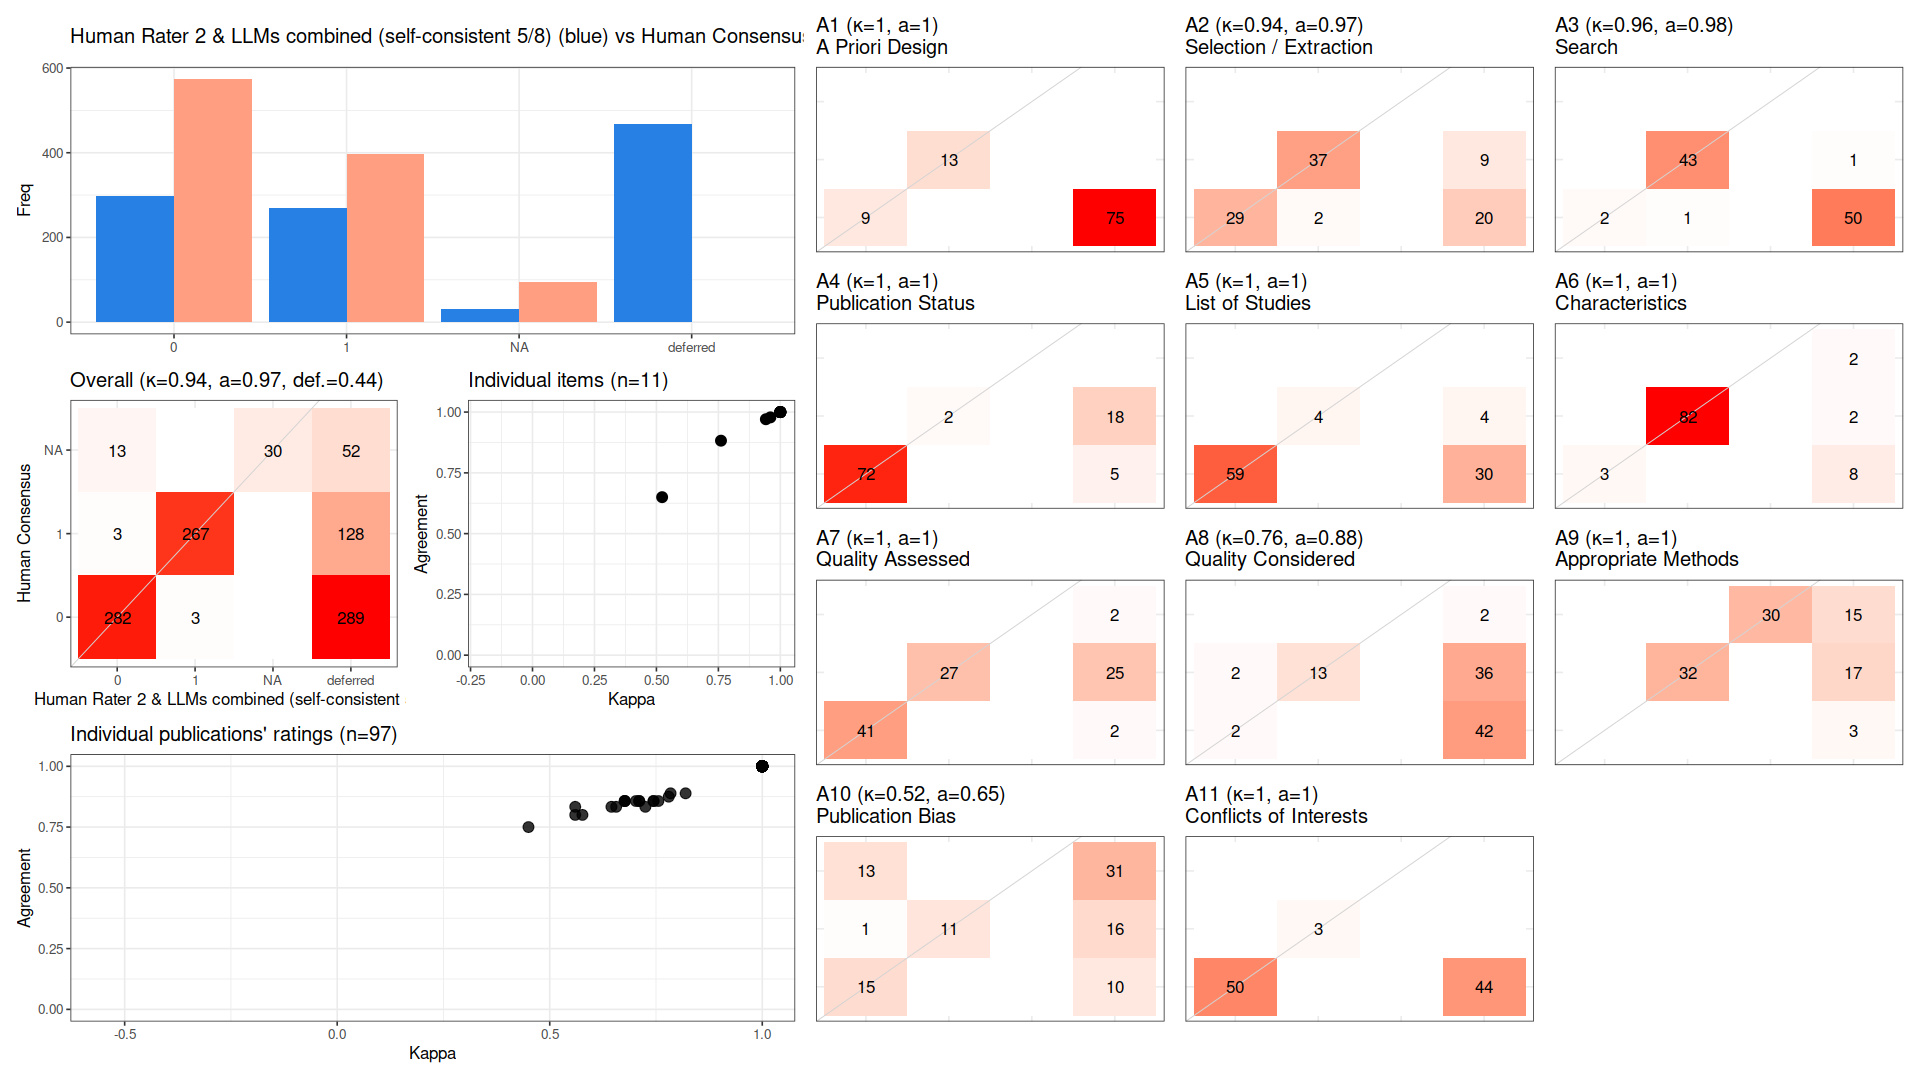 Human Rater 2 & LLMs combined (self-consistent 5/8) (blue) vs Human Consensus
600
400
200
0
Freq
0 1 NA deferred
Overall (κ=0.94, a=0.97, def.=0.44)
NA
1
0
Human Consensus
13 30 52
3 267 128
282 3 289
0 1 NA deferred
Human Rater 2 & LLMs combined (self-consistent
Individual items (n=11)
1.00
0.75
0.50
0.25
0.00
Agreement
-0.25 0.00 0.25 0.50 0.75 1.00
Kappa
Individual publications' ratings (n=97)
1.00
0.75
0.50
0.25
0.00
Agreement
-0.5 0.0 0.5 1.0
Kappa
A1 (κ=1, a=1)
A Priori Design
13
9 75
A2 (κ=0.94, a=0.97)
Selection / Extraction
37 9
29 2 20
A3 (κ=0.96, a=0.98)
Search
43 1
2 1 50
A4 (κ=1, a=1)
Publication Status
2 18
72 5
A5 (κ=1, a=1)
List of Studies
4 4
59 30
A6 (κ=1, a=1)
Characteristics
2
82 2
3 8
A7 (κ=1, a=1)
Quality Assessed
2
27 25
41 2
A8 (κ=0.76, a=0.88)
Quality Considered
2
2 13 36
2 42
A9 (κ=1, a=1)
Appropriate Methods
30 15
32 17
3
A10 (κ=0.52, a=0.65)
Publication Bias
13 31
1 11 16
15 10
A11 (κ=1, a=1)
Conflicts of Interests
3
50 44